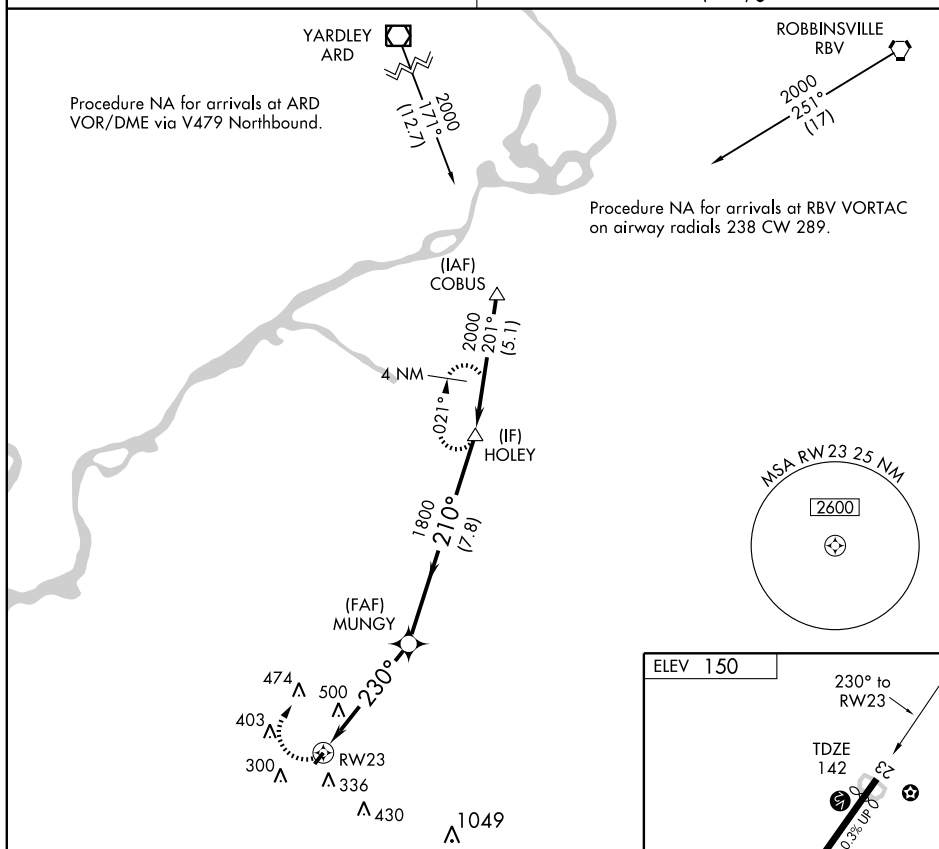 YARDLEY
ARD
ROBBINSVILLE
RBV
Procedure NA for arrivals at ARD
VOR/DME via V479 Northbound.
2000
171°
(12.7)
2000
251°
(17)
Procedure NA for arrivals at RBV VORTAC
on airway radials 238 CW 289.
(IAF)
COBUS
2000
201°
(5.1)
4 NM
021°
(IF)
HOLEY
1800
210°
(7.8)
MSA RW23 25 NM
2600
(FAF)
MUNGY
230°
474
500
403
RW23
300
336
430
1049
ELEV 150
230° to
RW23
TDZE
142
23
0.3% UP